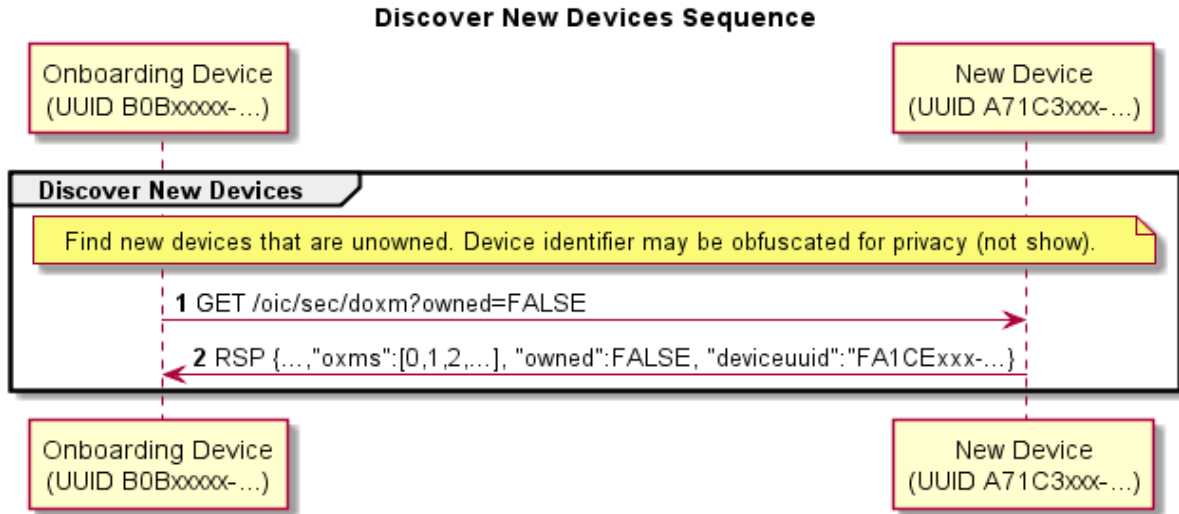 Discover New Devices Sequence
Onboarding Device
(UUID B0Bxxxxx-...)
New Device
(UUID A71C3xxx-...)
Discover New Devices
Find new devices that are unowned. Device identifier may be obfuscated for privacy (not show).
1 GET /oic/sec/doxm?owned=FALSE
2 RSP {...,"oxms":[0,1,2,...], "owned":FALSE, "deviceuuid":"FA1CExxx-...}
Onboarding Device
(UUID B0Bxxxxx-...)
New Device
(UUID A71C3xxx-...)